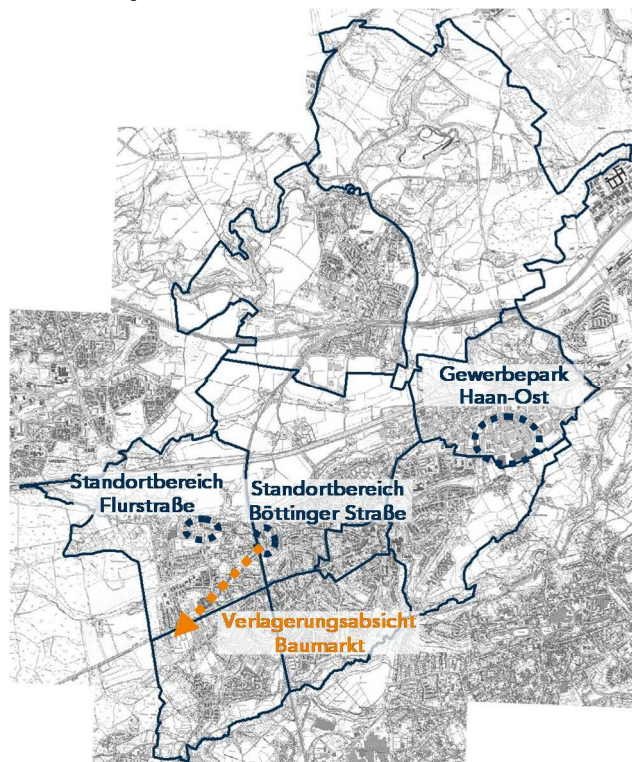 Gewerbepark
Haan-Ost
Standortbereich
Flurstraße
Standortbereich
Böttinger Straße
Verlagerungsabsicht
Baumarkt